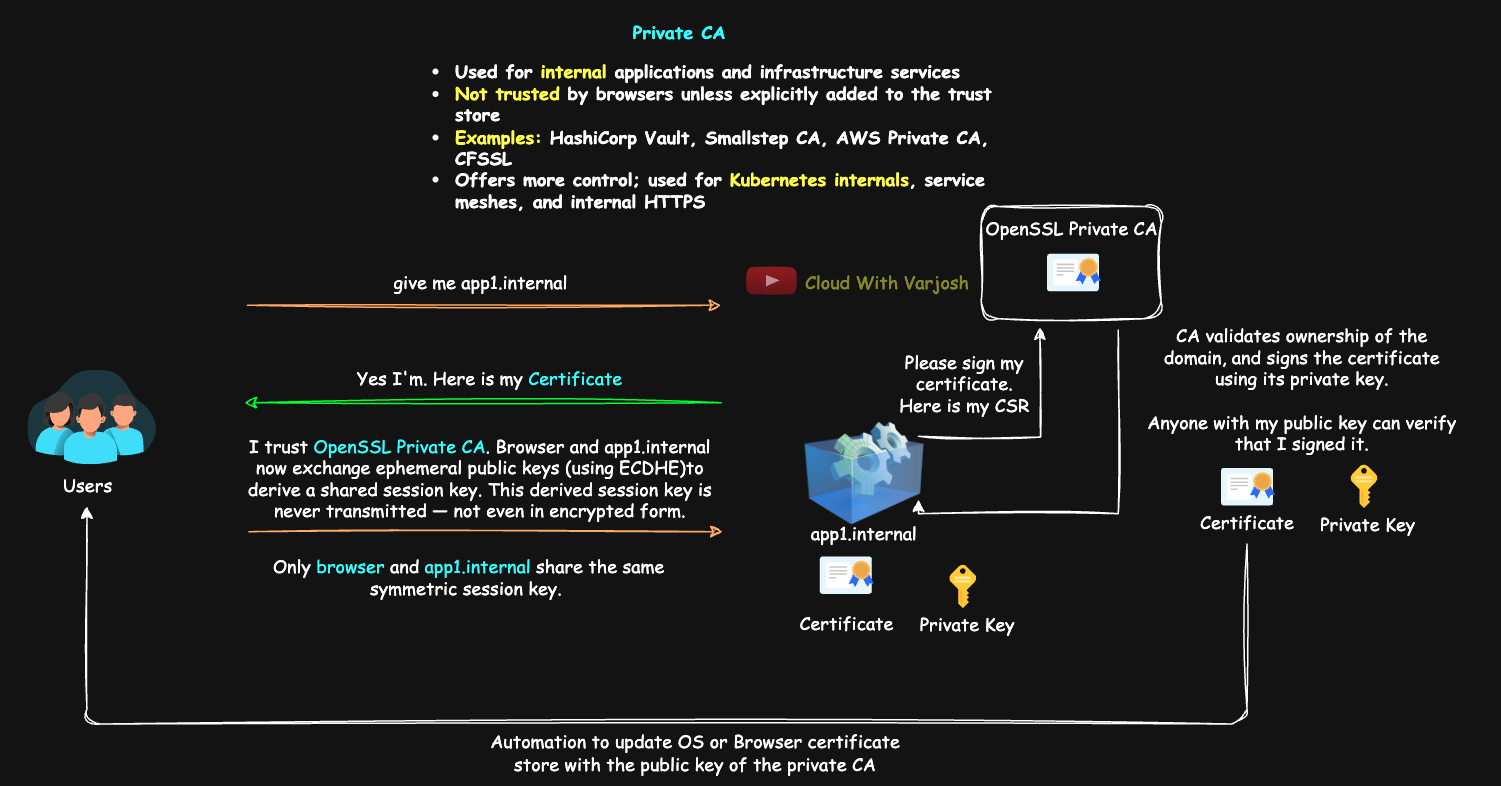 Private CA
• Used for internal applications and infrastructure services
• Not trusted by browsers unless explicitly added to the trust
store
• Examples: HashiCorp Vault, Smallstep CA, AWS Private CA,
CFSSL
• Offers more control; used for Kubernetes internals, service
meshes, and internal HTTPS
OpenSSL Private CA
give me app1.internal
Cloud With Varjosh
CA validates ownership of the
domain, and signs the certificate
using its private key.
Please sign my
certificate.
Here is my CSR
Yes I'm. Here is my Certificate
Anyone with my public key can verify
that I signed it.
I trust OpenSSL Private CA. Browser and app1.internal
now exchange ephemeral public keys (using ECDHE)to
derive a shared session key. This derived session key is
never transmitted — not even in encrypted form.
Users
Certificate
Private Key
app1.internal
Only browser and app1.internal share the same
symmetric session key.
Certificate
Private Key
Automation to update OS or Browser certificate
store with the public key of the private CA